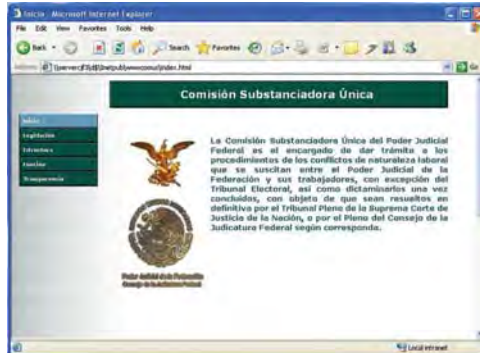 Inicio - Microsoft Internet Explorer
File Edit View Favorites Tools Help
Back Search Favorites
Comisión Substanciadora Única
Inicio
Legislación
Estructura
Función
Transparencia
La Comisión Substanciadora Única del Poder Judicial
Federal es el encargado de dar trámite a los
procedimientos de los conflictos de naturaleza laboral
que se suscitan entre el Poder Judicial de la
Federación y sus trabajadores, con excepción del
Tribunal Electoral, así como dictaminarlos una vez
concluidos, con objeto de que sean resueltos en
definitiva por el Tribunal Pleno de la Suprema Corte de
Justicia de la Nación, o por el Pleno del Consejo de la
Judicatura Federal según corresponda.
Poder Judicial de la Federación
Consejo de la Judicatura Federal
Local intranet